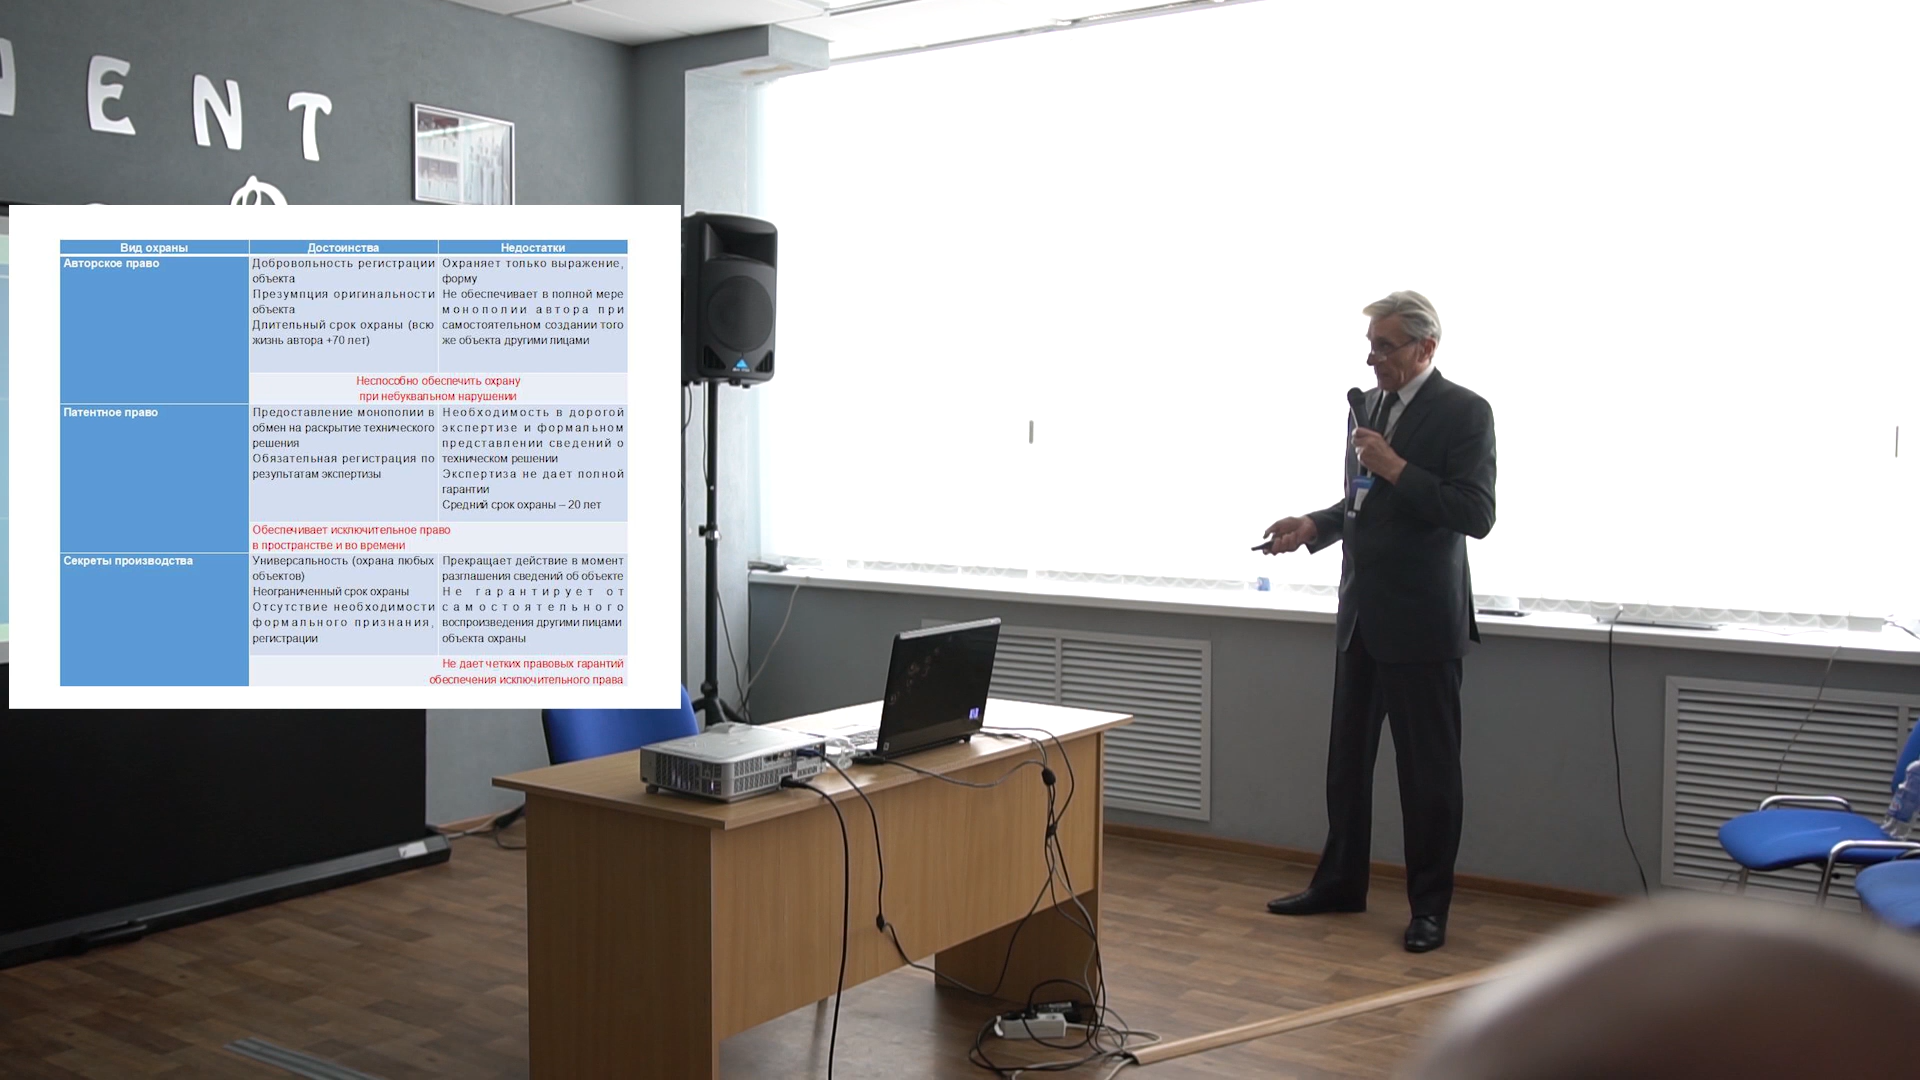 ENT
Вид охраны
Достоинства
Недостатки
Авторское право
Добровольность регистрации
объекта
Презумпция оригинальности
объекта
Длительный срок охраны (всю
жизнь автора +70 лет)
Охраняет только выражение,
форму
Не обеспечивает в полной мере
монополии автора при
самостоятельном создании того
же объекта другими лицами
Неспособно обеспечить охрану
при небуквальном нарушении
Патентное право
Предоставление монополии в
обмен на раскрытие технического
решения
Обязательная регистрация по
результатам экспертизы
Необходимость в дорогой
экспертизе и формальном
представлении сведений о
техническом решении
Экспертиза не дает полной
гарантии
Средний срок охраны – 20 лет
Обеспечивает исключительное право
в пространстве и во времени
Секреты производства
Универсальность (охрана любых
объектов)
Неограниченный срок охраны
Отсутствие необходимости
формального признания,
регистрации
Прекращает действие в момент
разглашения сведений об объекте
Не гарантирует от
самостоятельного
воспроизведения другими лицами
объекта охраны
Не дает четких правовых гарантий
обеспечения исключительного права